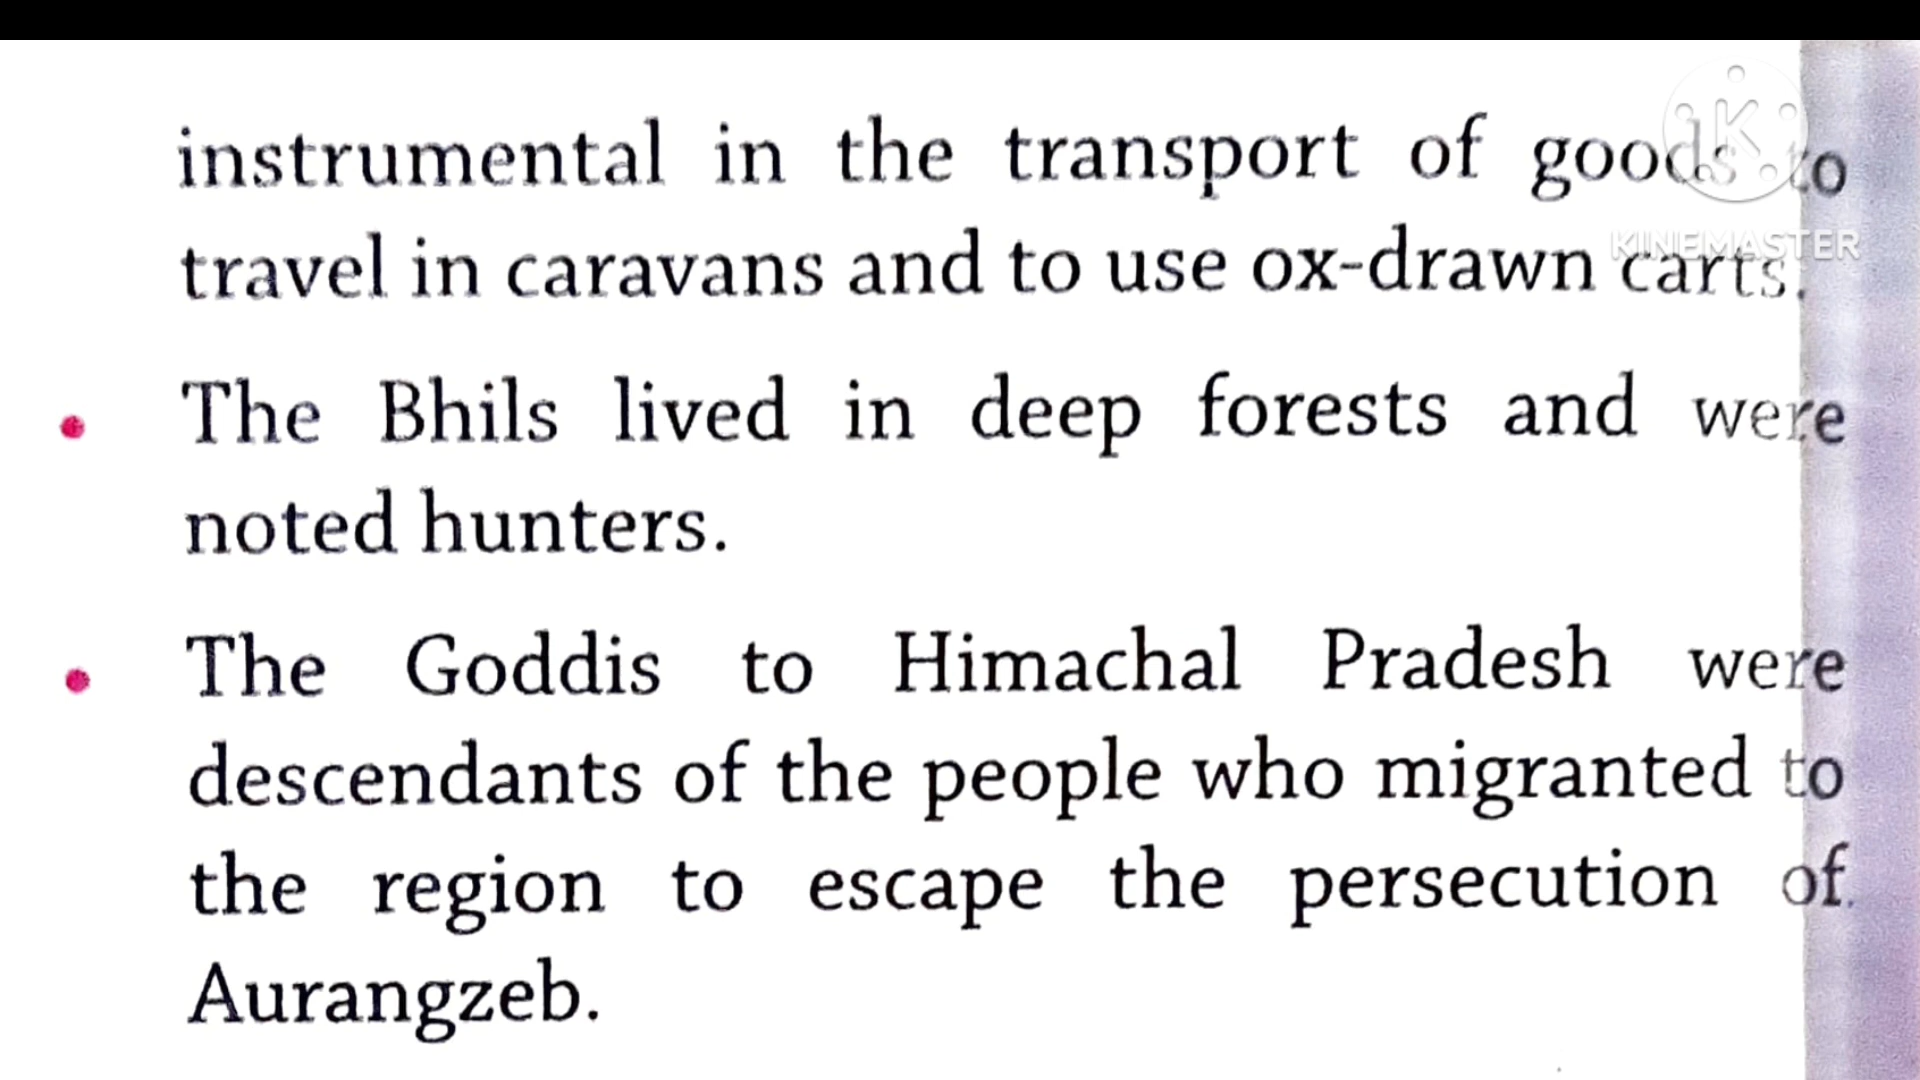 instrumental in the transport of goods to
travel in caravans and to use ox-drawn carts.
• The Bhils lived in deep forests and were
noted hunters.
• The Goddis to Himachal Pradesh were
descendants of the people who migranted to
the region to escape the persecution of
Aurangzeb.
K
KINEMASTER